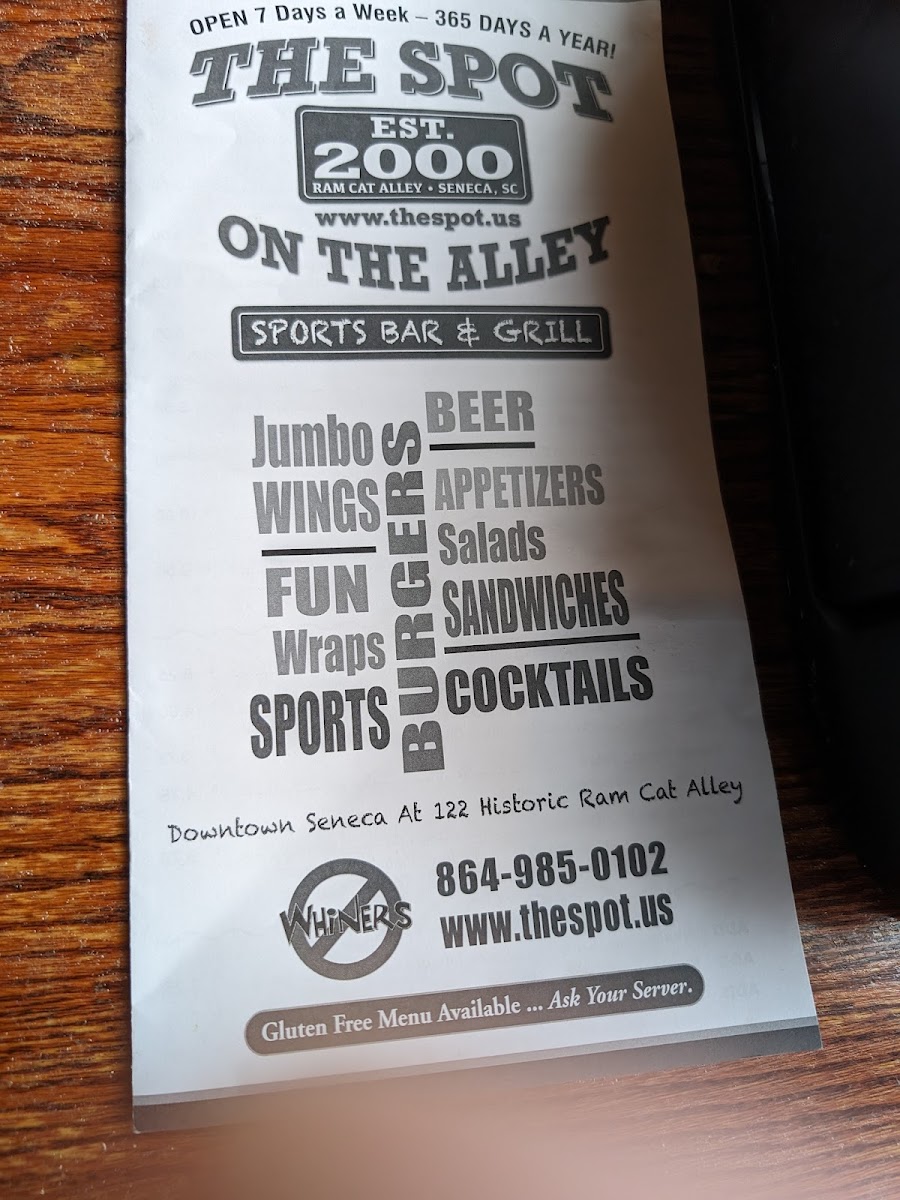 OPEN 7 Days a Week – 365 DAYS A YEAR!
THE SPOT
EST.
2000
RAM CAT ALLEY • SENECA, SC
www.thespot.us
ON THE ALLEY
SPORTS BAR & GRILL
Jumbo
WINGS
FUN
Wraps
SPORTS
BURGERS
BEER
APPETIZERS
Salads
SANDWICHES
COCKTAILS
Downtown Seneca At 122 Historic Ram Cat Alley
WHiNERS
864-985-0102
www.thespot.us
Gluten Free Menu Available ... Ask Your Server.